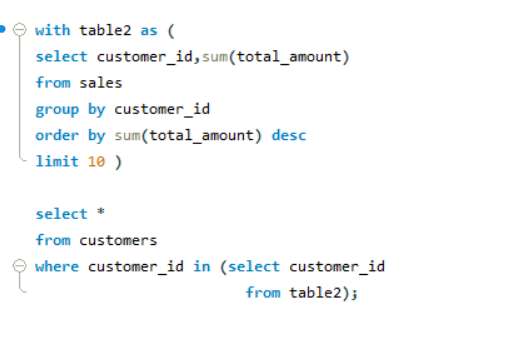 with table2 as (
select customer_id,sum(total_amount)
from sales
group by customer_id
order by sum(total_amount) desc
limit 10 )
select *
from customers
where customer_id in (select customer_id
from table2);